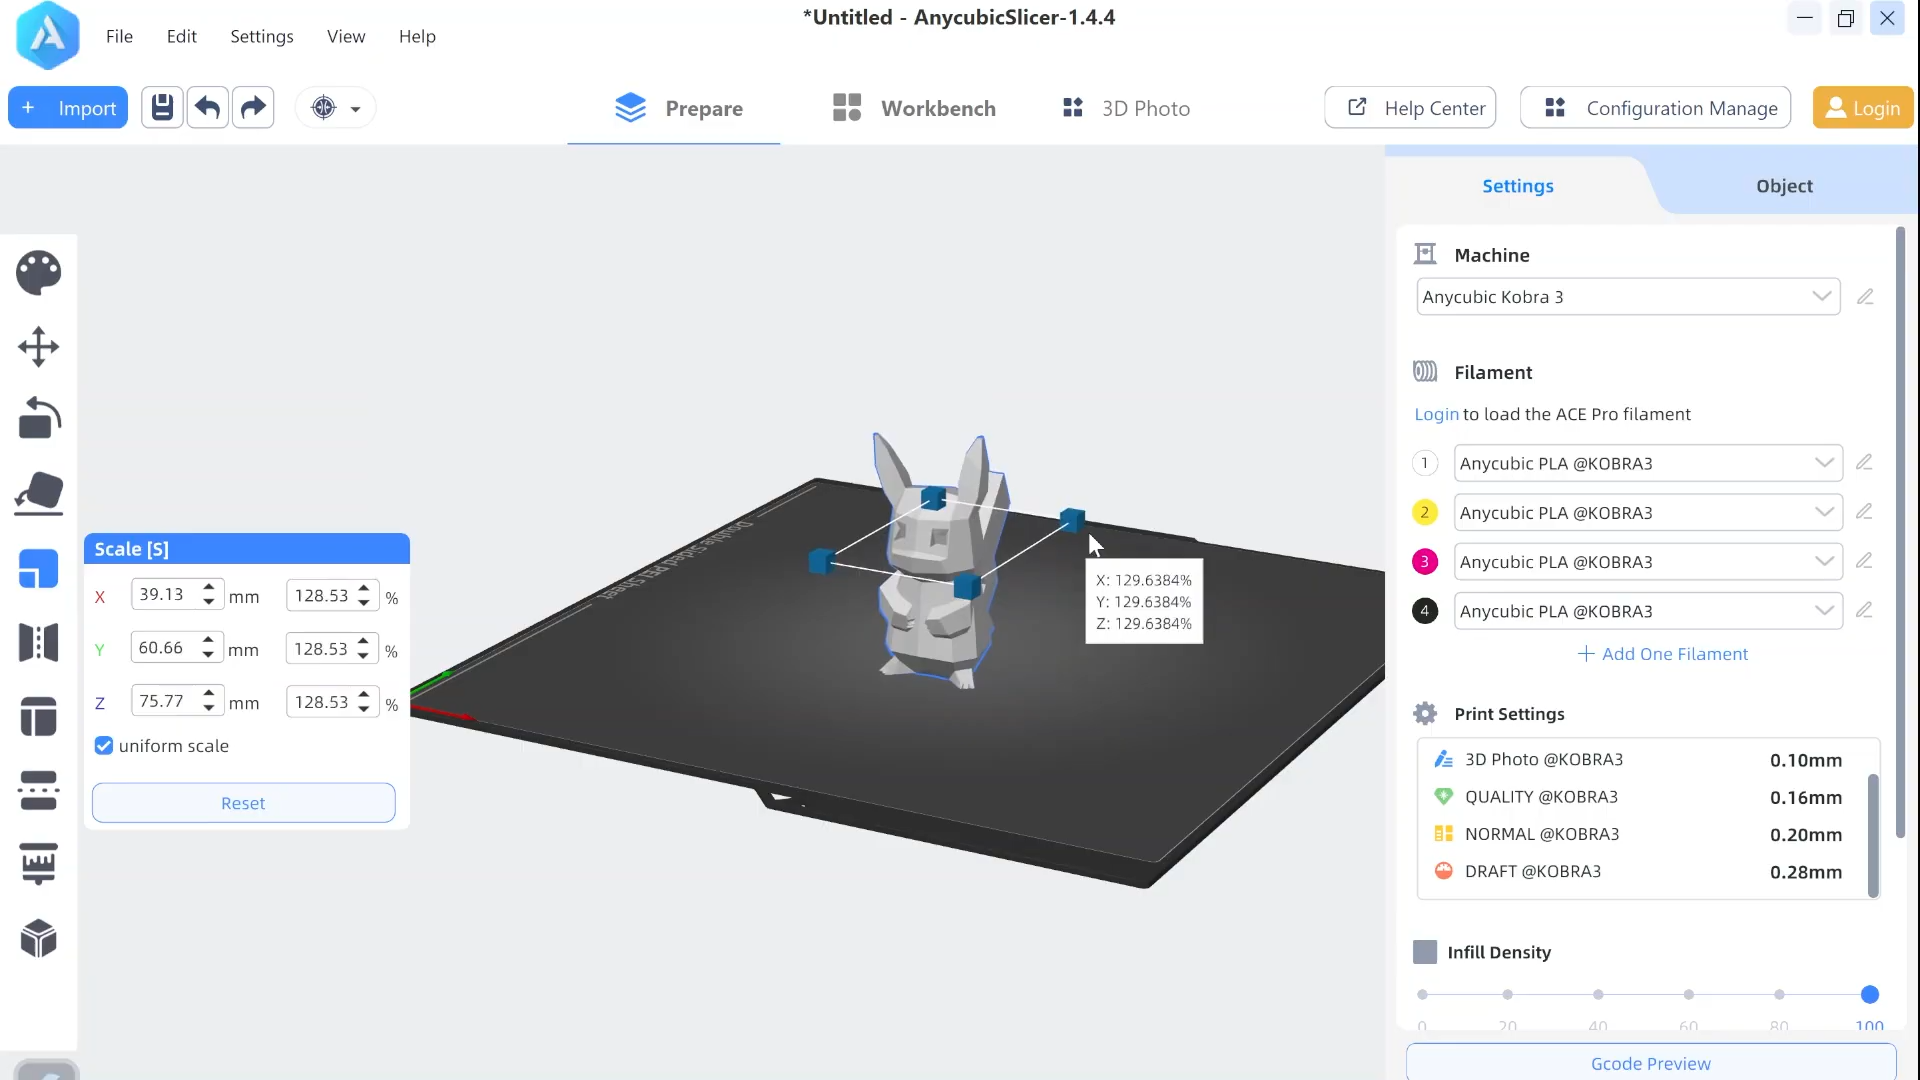 *Untitled - AnycubicSlicer-1.4.4
File Edit Settings View Help
+ Import
Prepare
Workbench
3D Photo
Help Center
Configuration Manage
Login
Settings
Object
Machine
Anycubic Kobra 3
Filament
Login to load the ACE Pro filament
1 Anycubic PLA @KOBRA3
2 Anycubic PLA @KOBRA3
3 Anycubic PLA @KOBRA3
4 Anycubic PLA @KOBRA3
+ Add One Filament
Print Settings
3D Photo @KOBRA3 0.10mm
QUALITY @KOBRA3 0.16mm
NORMAL @KOBRA3 0.20mm
DRAFT @KOBRA3 0.28mm
Infill Density
0 20 40 60 80 100
Gcode Preview
Scale [S]
X 39.13 mm 128.53 %
Y 60.66 mm 128.53 %
Z 75.77 mm 128.53 %
uniform scale
Reset
Double Sided PEI Sheet
X: 129.6384%
Y: 129.6384%
Z: 129.6384%